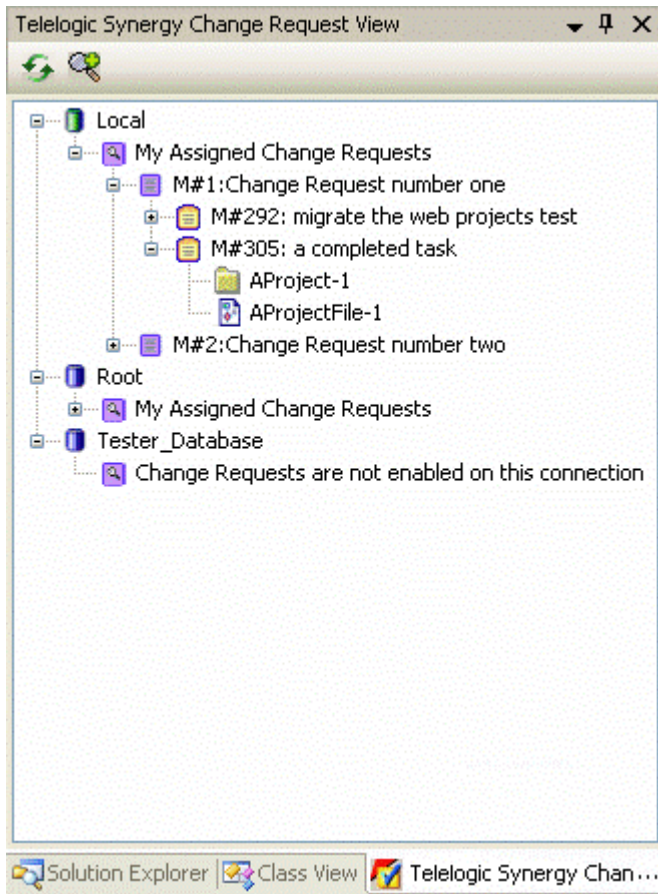 Telelogic Synergy Change Request View
Local
My Assigned Change Requests
M#1:Change Request number one
M#292: migrate the web projects test
M#305: a completed task
AProject-1
AProjectFile-1
M#2:Change Request number two
Root
My Assigned Change Requests
Tester_Database
Change Requests are not enabled on this connection
Solution Explorer Class View Telelogic Synergy Chan...